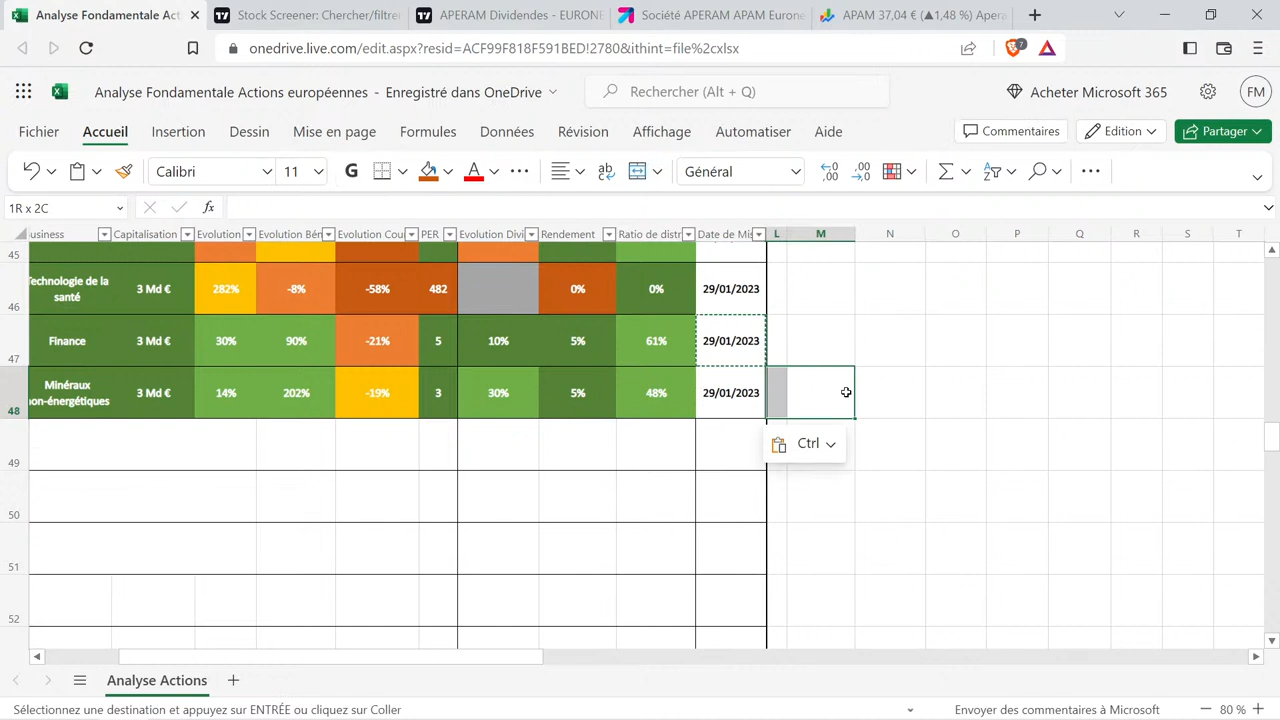 Analyse Fondamentale Action
Stock Screener: Chercher/filtre
APERAM Dividendes - EURONE
Société APERAM APAM Eurone
APAM 37,04 € (▲1,48 %) Apera
onedrive.live.com/edit.aspx?resid=ACF99F818F591BED!2780&ithint=file%2cxlsx
7
Analyse Fondamentale Actions européennes - Enregistré dans OneDrive
Rechercher (Alt + Q)
Acheter Microsoft 365
FM
Fichier Accueil Insertion Dessin Mise en page Formules Données Révision Affichage Automatiser Aide
Commentaires
Edition
Partager
Calibri 11 G A ab Général
1R x 2C fx
usiness Capitalisation Evolution Evolution Bén Evolution Cou PER Evolution Divi Rendement Ratio de distr Date de Mis L M N O P Q R S T
45
Technologie de la
santé
3 Md € 282% -8% -58% 482 0% 0% 29/01/2023
46
Finance 3 Md € 30% 90% -21% 5 10% 5% 61% 29/01/2023
47
Minéraux
non-énergétiques
3 Md € 14% 202% -19% 3 30% 5% 48% 29/01/2023
48
Ctrl
49
50
51
52
Analyse Actions
Sélectionnez une destination et appuyez sur ENTRÉE ou cliquez sur Coller
Envoyer des commentaires à Microsoft
80 %